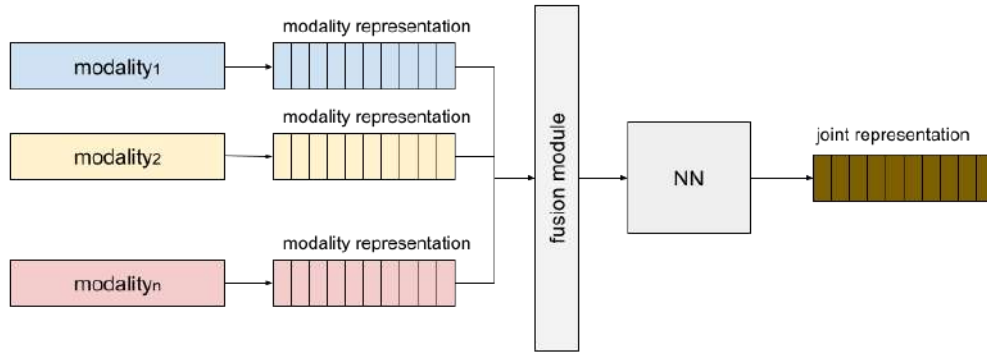 modality representation
modality1
modality representation
modality2
modality representation
modalityn
fusion module
NN
joint representation